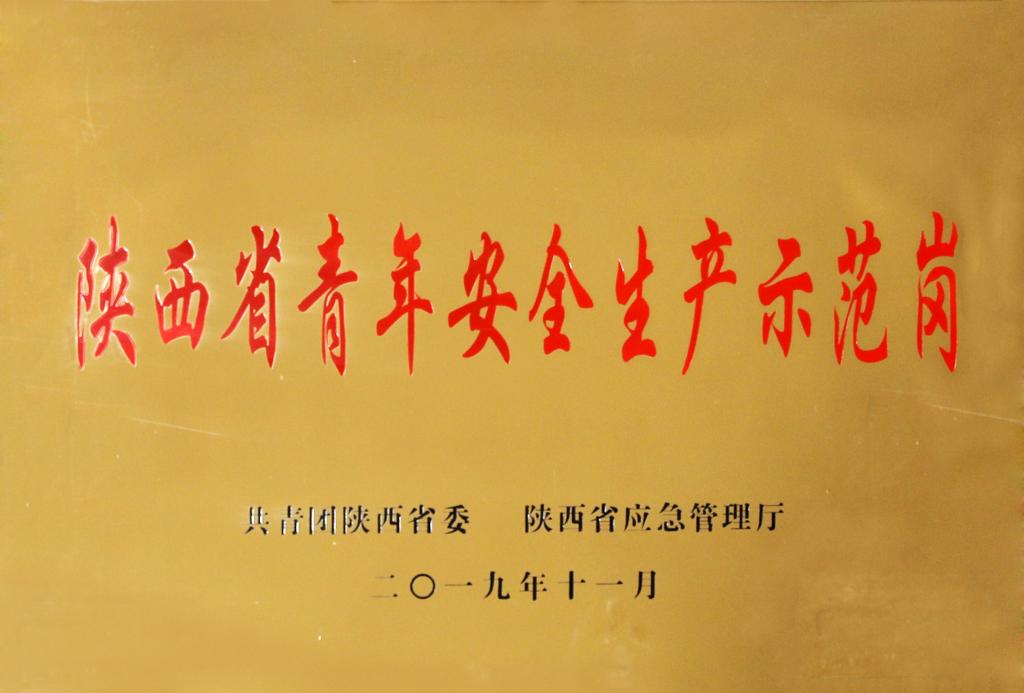 陕西省青年安全生产示范岗
共青团陕西省委 陕西省应急管理厅
二〇一九年十一月